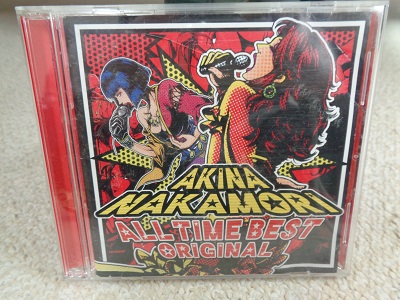 AKINA
NAKAMORI
ALL TIME BEST
ORIGINAL